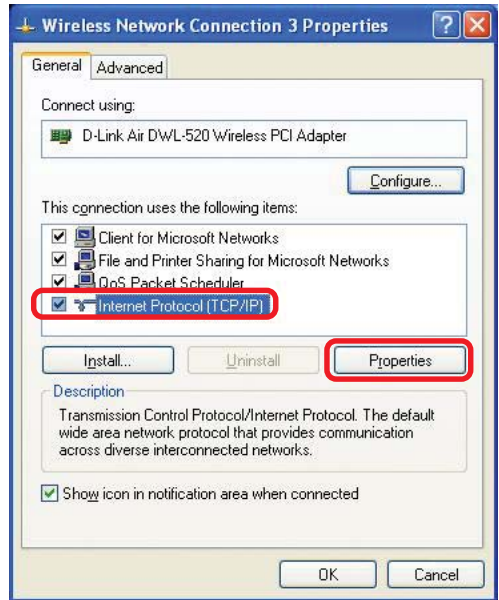 Wireless Network Connection 3 Properties
General
Advanced
Connect using:
D-Link Air DWL-520 Wireless PCI Adapter
Configure...
This connection uses the following items:
Client for Microsoft Networks
File and Printer Sharing for Microsoft Networks
QoS Packet Scheduler
Internet Protocol (TCP/IP)
Install...
Uninstall
Properties
Description
Transmission Control Protocol/Internet Protocol. The default
wide area network protocol that provides communication
across diverse interconnected networks.
Show icon in notification area when connected
OK
Cancel